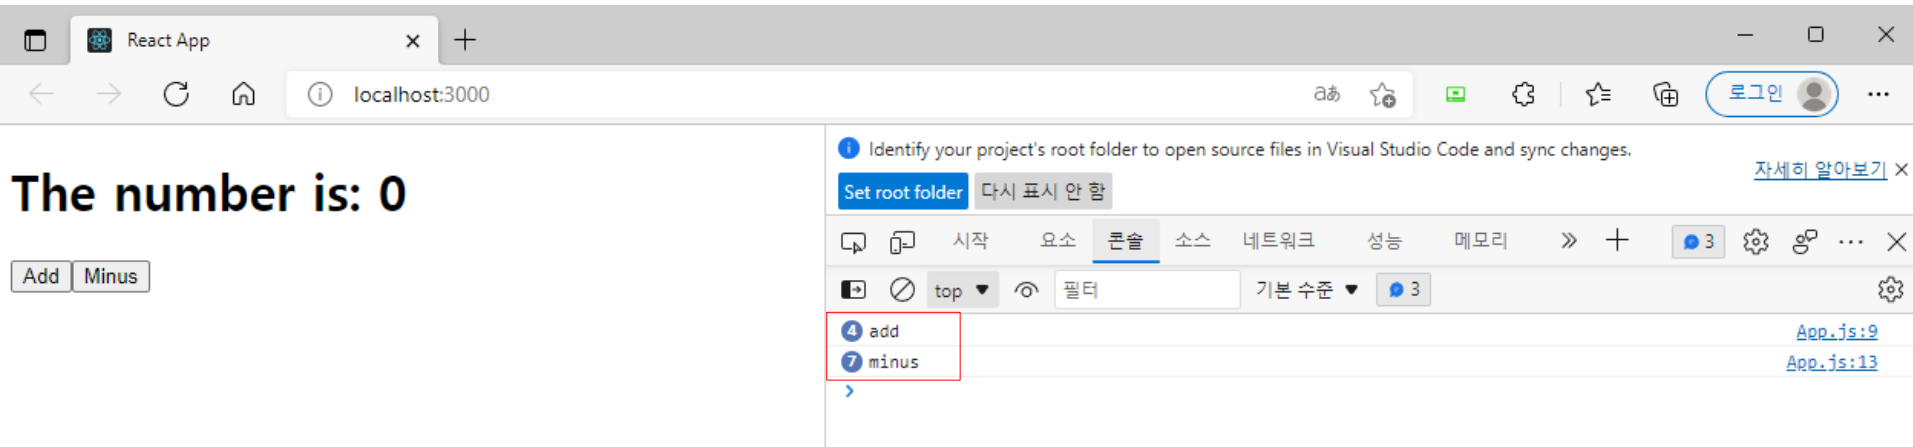 React App
localhost:3000
aあ
로그인
The number is: 0
Add Minus
Identify your project's root folder to open source files in Visual Studio Code and sync changes.
자세히 알아보기
Set root folder 다시 표시 안 함
시작 요소 콘솔 소스 네트워크 성능 메모리 3
top 필터 기본 수준 3
4 add App.js:9
7 minus App.js:13